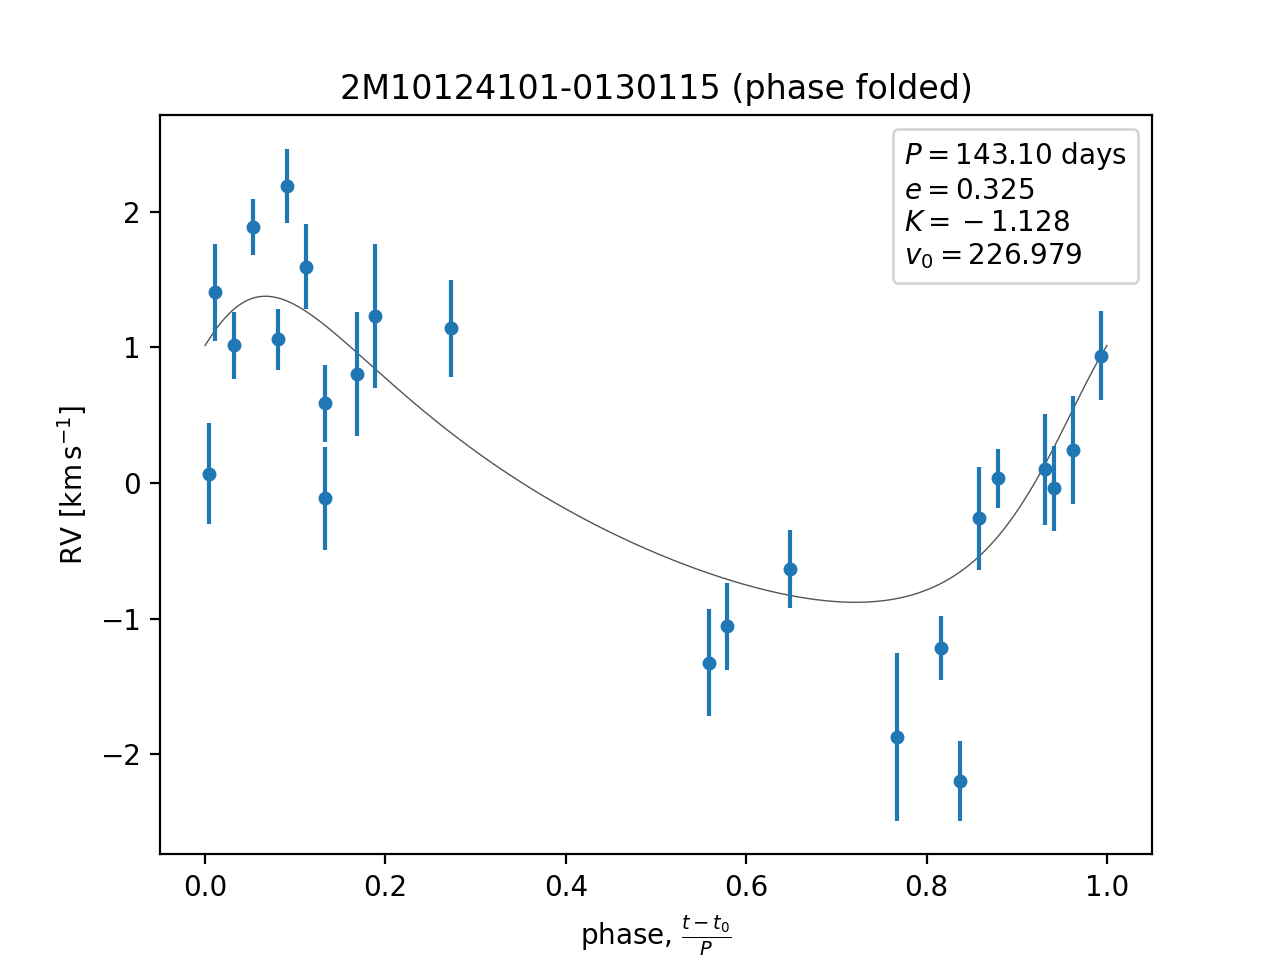 2M10124101-0130115 (phase folded)
P = 143.10 days
e = 0.325
K = −1.128
v₀ = 226.979
RV [km s⁻¹]
2
1
0
−1
−2
0.0 0.2 0.4 0.6 0.8 1.0
phase, (t − t₀)/P